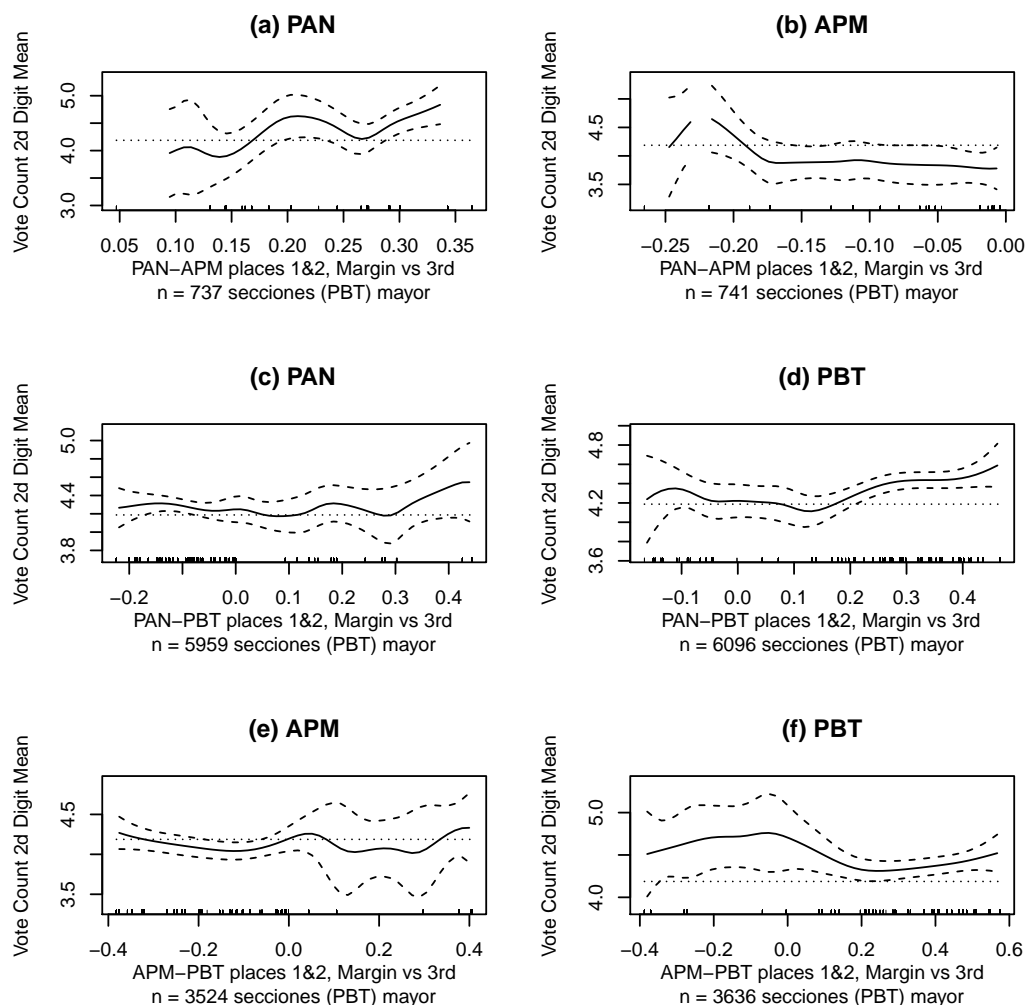 (a) PAN
Vote Count 2d Digit Mean
3.0 4.0 5.0
0.05 0.10 0.15 0.20 0.25 0.30 0.35
PAN−APM places 1&2, Margin vs 3rd
n = 737 secciones (PBT) mayor
(b) APM
Vote Count 2d Digit Mean
3.5 4.5
−0.25 −0.20 −0.15 −0.10 −0.05 0.00
PAN−APM places 1&2, Margin vs 3rd
n = 741 secciones (PBT) mayor
(c) PAN
Vote Count 2d Digit Mean
3.8 4.4 5.0
−0.2 0.0 0.1 0.2 0.3 0.4
PAN−PBT places 1&2, Margin vs 3rd
n = 5959 secciones (PBT) mayor
(d) PBT
Vote Count 2d Digit Mean
3.6 4.2 4.8
−0.1 0.0 0.1 0.2 0.3 0.4
PAN−PBT places 1&2, Margin vs 3rd
n = 6096 secciones (PBT) mayor
(e) APM
Vote Count 2d Digit Mean
3.5 4.5
−0.4 −0.2 0.0 0.2 0.4
APM−PBT places 1&2, Margin vs 3rd
n = 3524 secciones (PBT) mayor
(f) PBT
Vote Count 2d Digit Mean
4.0 5.0
−0.4 −0.2 0.0 0.2 0.4 0.6
APM−PBT places 1&2, Margin vs 3rd
n = 3636 secciones (PBT) mayor